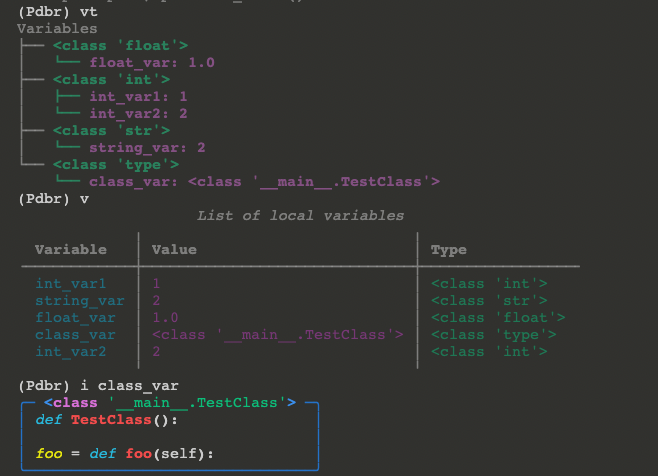 (Pdbr) vt
Variables
<class 'float'>
float_var: 1.0
<class 'int'>
int_var1: 1
int_var2: 2
<class 'str'>
string_var: 2
<class 'type'>
class_var: <class '__main__.TestClass'>
(Pdbr) v
List of local variables
Variable Value Type
int_var1 1 <class 'int'>
string_var 2 <class 'str'>
float_var 1.0 <class 'float'>
class_var <class '__main__.TestClass'> <class 'type'>
int_var2 2 <class 'int'>
(Pdbr) i class_var
<class '__main__.TestClass'>
def TestClass():
foo = def foo(self):